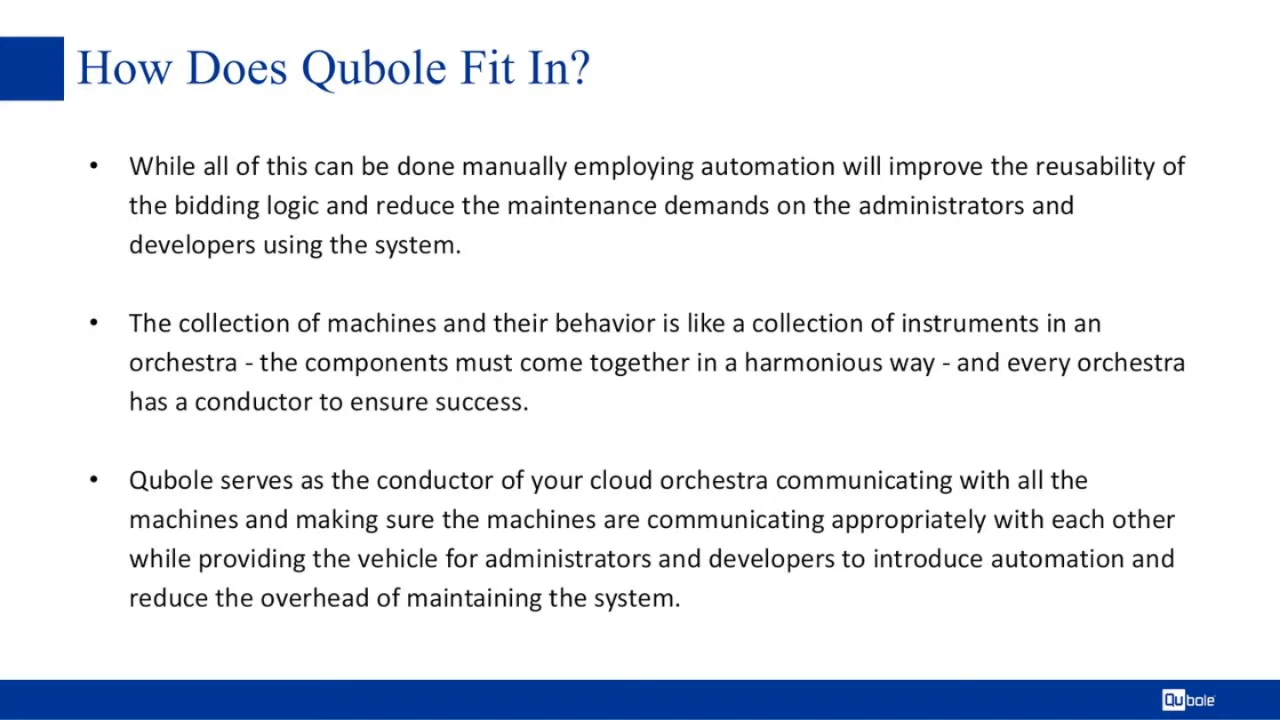 How Does Qubole Fit In?
• While all of this can be done manually employing automation will improve the reusability of
the bidding logic and reduce the maintenance demands on the administrators and
developers using the system.
• The collection of machines and their behavior is like a collection of instruments in an
orchestra - the components must come together in a harmonious way - and every orchestra
has a conductor to ensure success.
• Qubole serves as the conductor of your cloud orchestra communicating with all the
machines and making sure the machines are communicating appropriately with each other
while providing the vehicle for administrators and developers to introduce automation and
reduce the overhead of maintaining the system.
Qubole